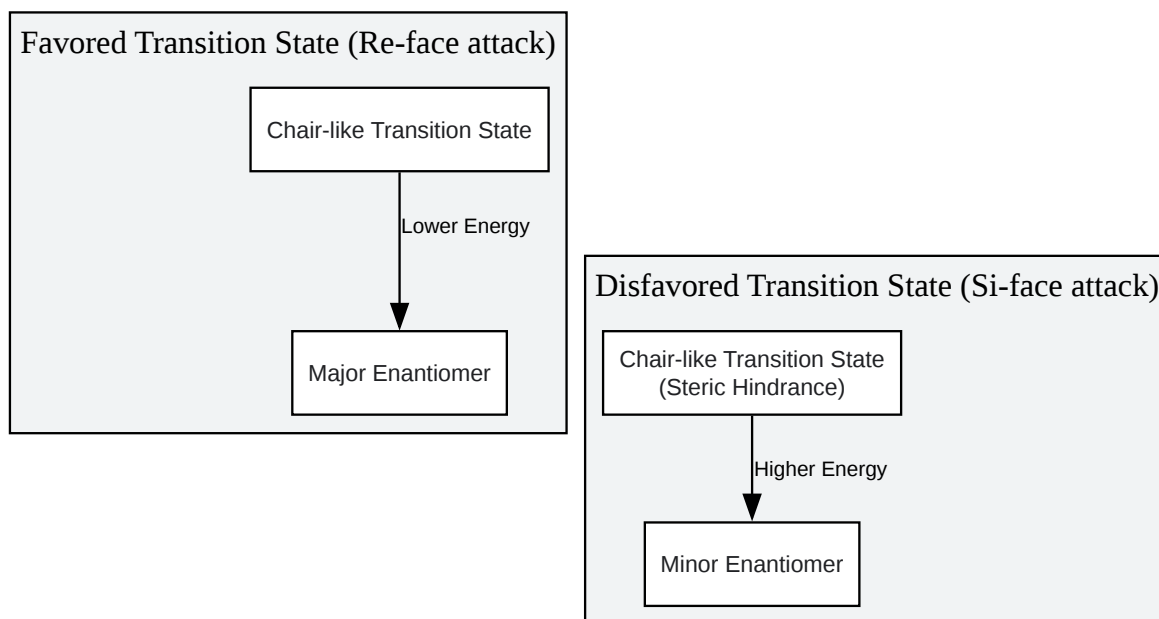 Favored Transition State (Re-face attack)
Chair-like Transition State
Lower Energy
Major Enantiomer
Disfavored Transition State (Si-face attack)
Chair-like Transition State
(Steric Hindrance)
Higher Energy
Minor Enantiomer